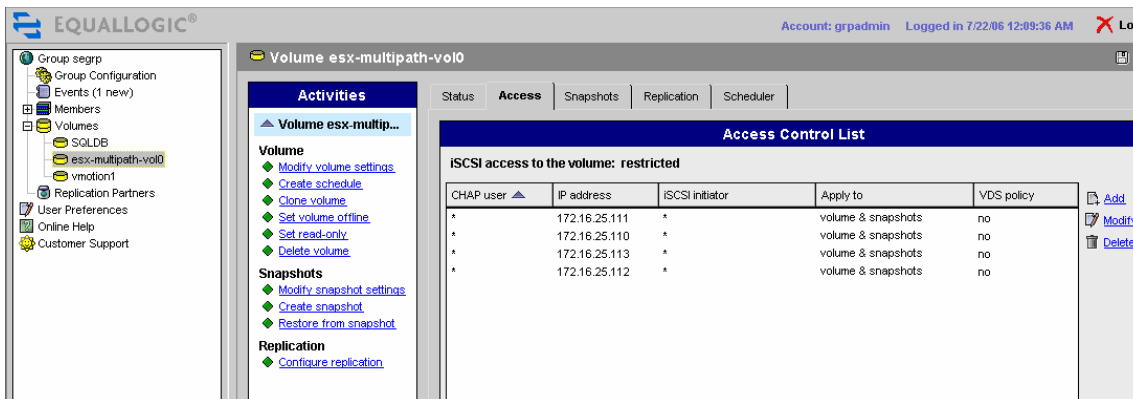 EQUALLOGIC®
Account: grpadmin Logged in 7/22/06 12:09:36 AM Lo
Group segrp
Group Configuration
Events (1 new)
Members
Volumes
SQLDB
esx-multipath-vol0
vmotion1
Replication Partners
User Preferences
Online Help
Customer Support
Volume esx-multipath-vol0
Activities
Volume esx-multip...
Volume
Modify volume settings
Create schedule
Clone volume
Set volume offline
Set read-only
Delete volume
Snapshots
Modify snapshot settings
Create snapshot
Restore from snapshot
Replication
Configure replication
Status Access Snapshots Replication Scheduler
Access Control List
iSCSI access to the volume: restricted
CHAP user IP address iSCSI initiator Apply to VDS policy
* 172.16.25.111 * volume & snapshots no
* 172.16.25.110 * volume & snapshots no
* 172.16.25.113 * volume & snapshots no
* 172.16.25.112 * volume & snapshots no
Add
Modify
Delete